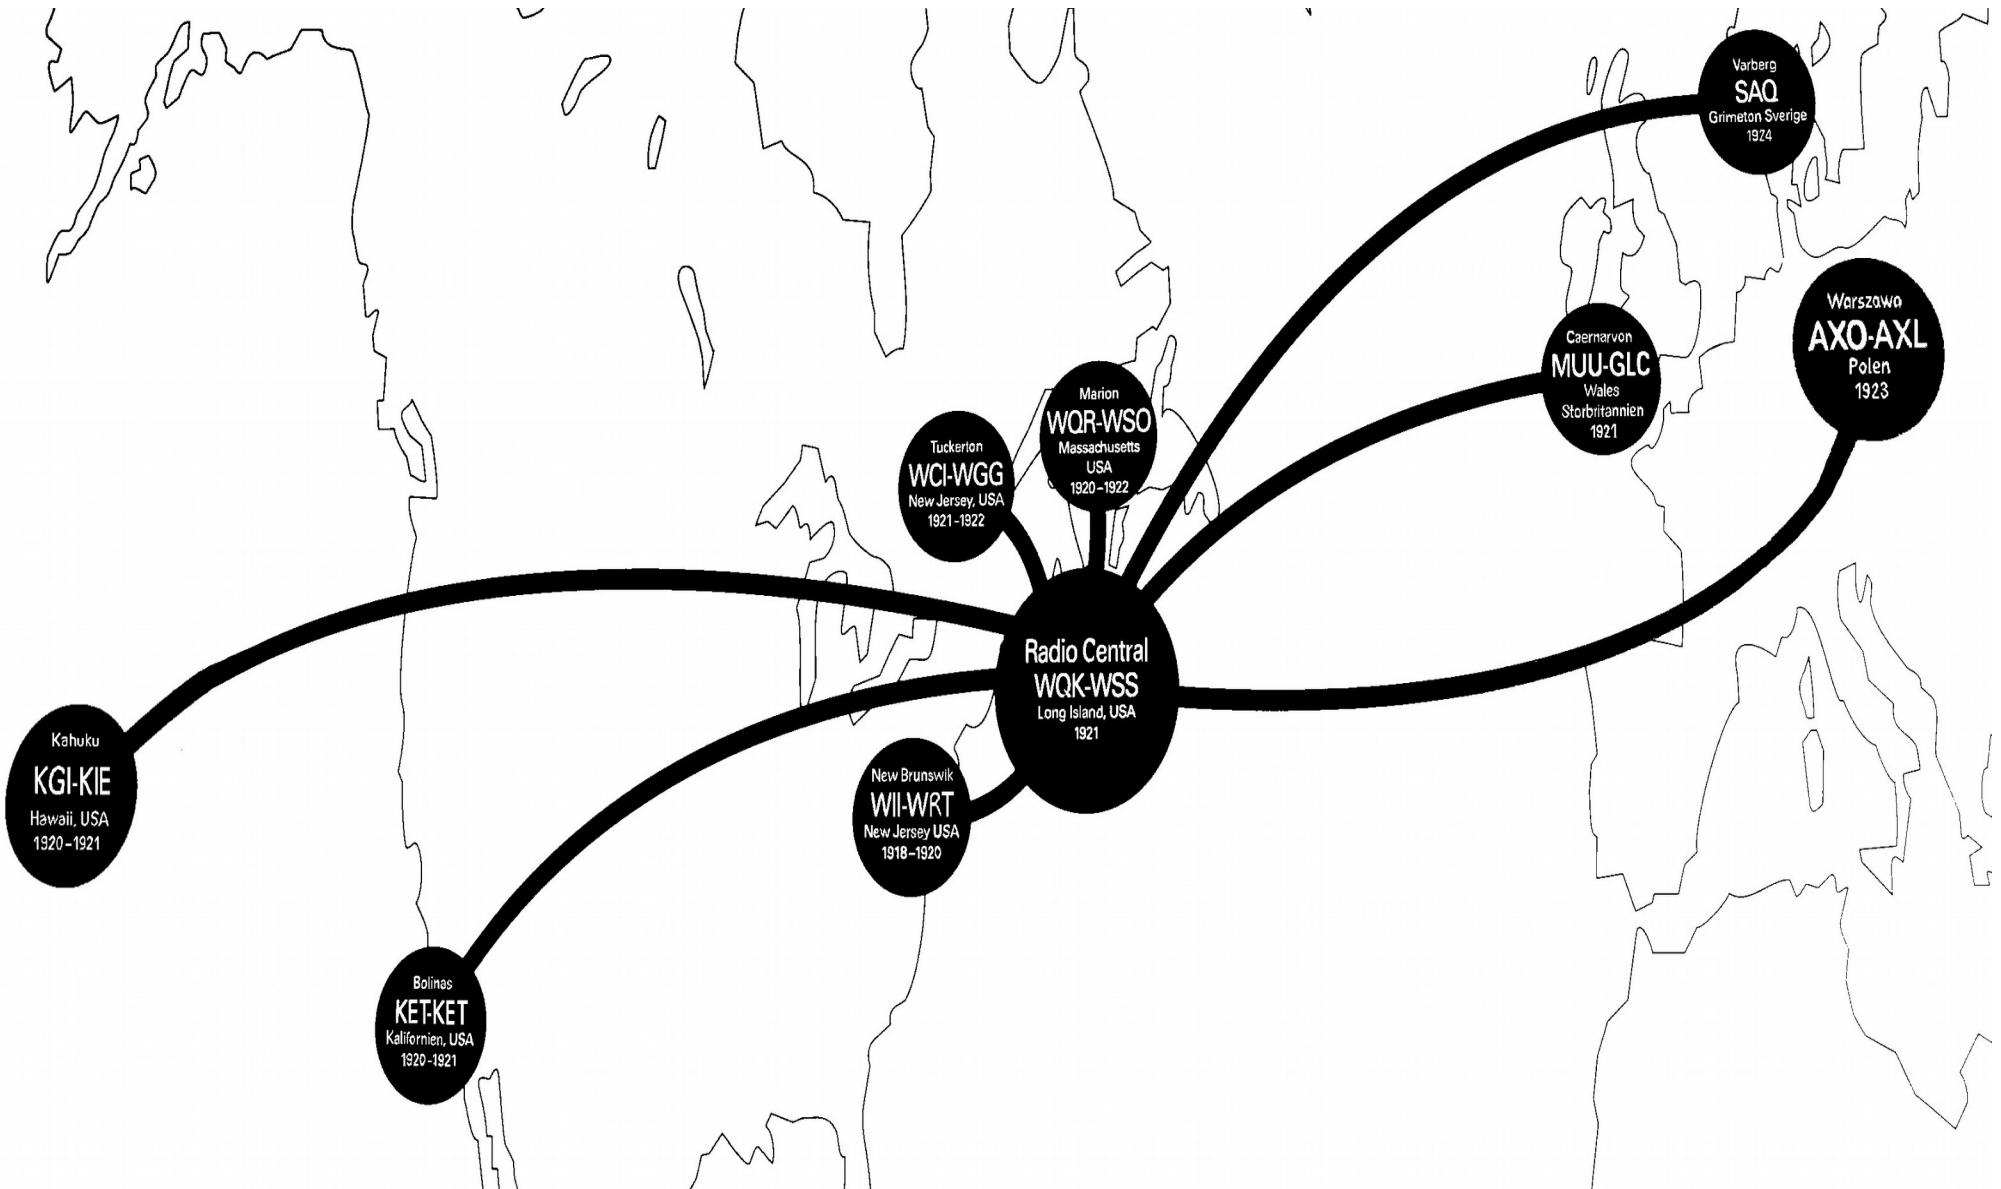 Varberg
SAQ
Grimeton Sverige
1924
Warszawa
AXO-AXL
Polen
1923
Caernarvon
MUU-GLC
Wales
Storbritannien
1921
Marion
WQR-WSO
Massachusetts
USA
1920-1922
Tuckerton
WCI-WGG
New Jersey, USA
1921-1922
Radio Central
WQK-WSS
Long Island, USA
1921
Kahuku
KGI-KIE
Hawaii, USA
1920-1921
New Brunswik
WII-WRT
New Jersey USA
1918-1920
Bolinas
KET-KET
Kalifornien, USA
1920-1921